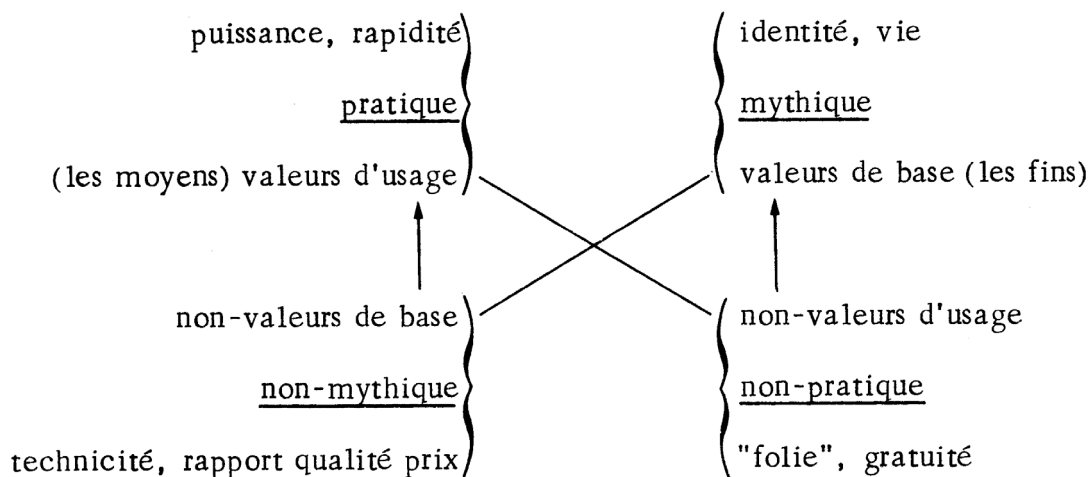 puissance, rapidité
pratique
(les moyens) valeurs d'usage
identité, vie
mythique
valeurs de base (les fins)
non-valeurs de base
non-mythique
technicité, rapport qualité prix
non-valeurs d'usage
non-pratique
"folie", gratuité